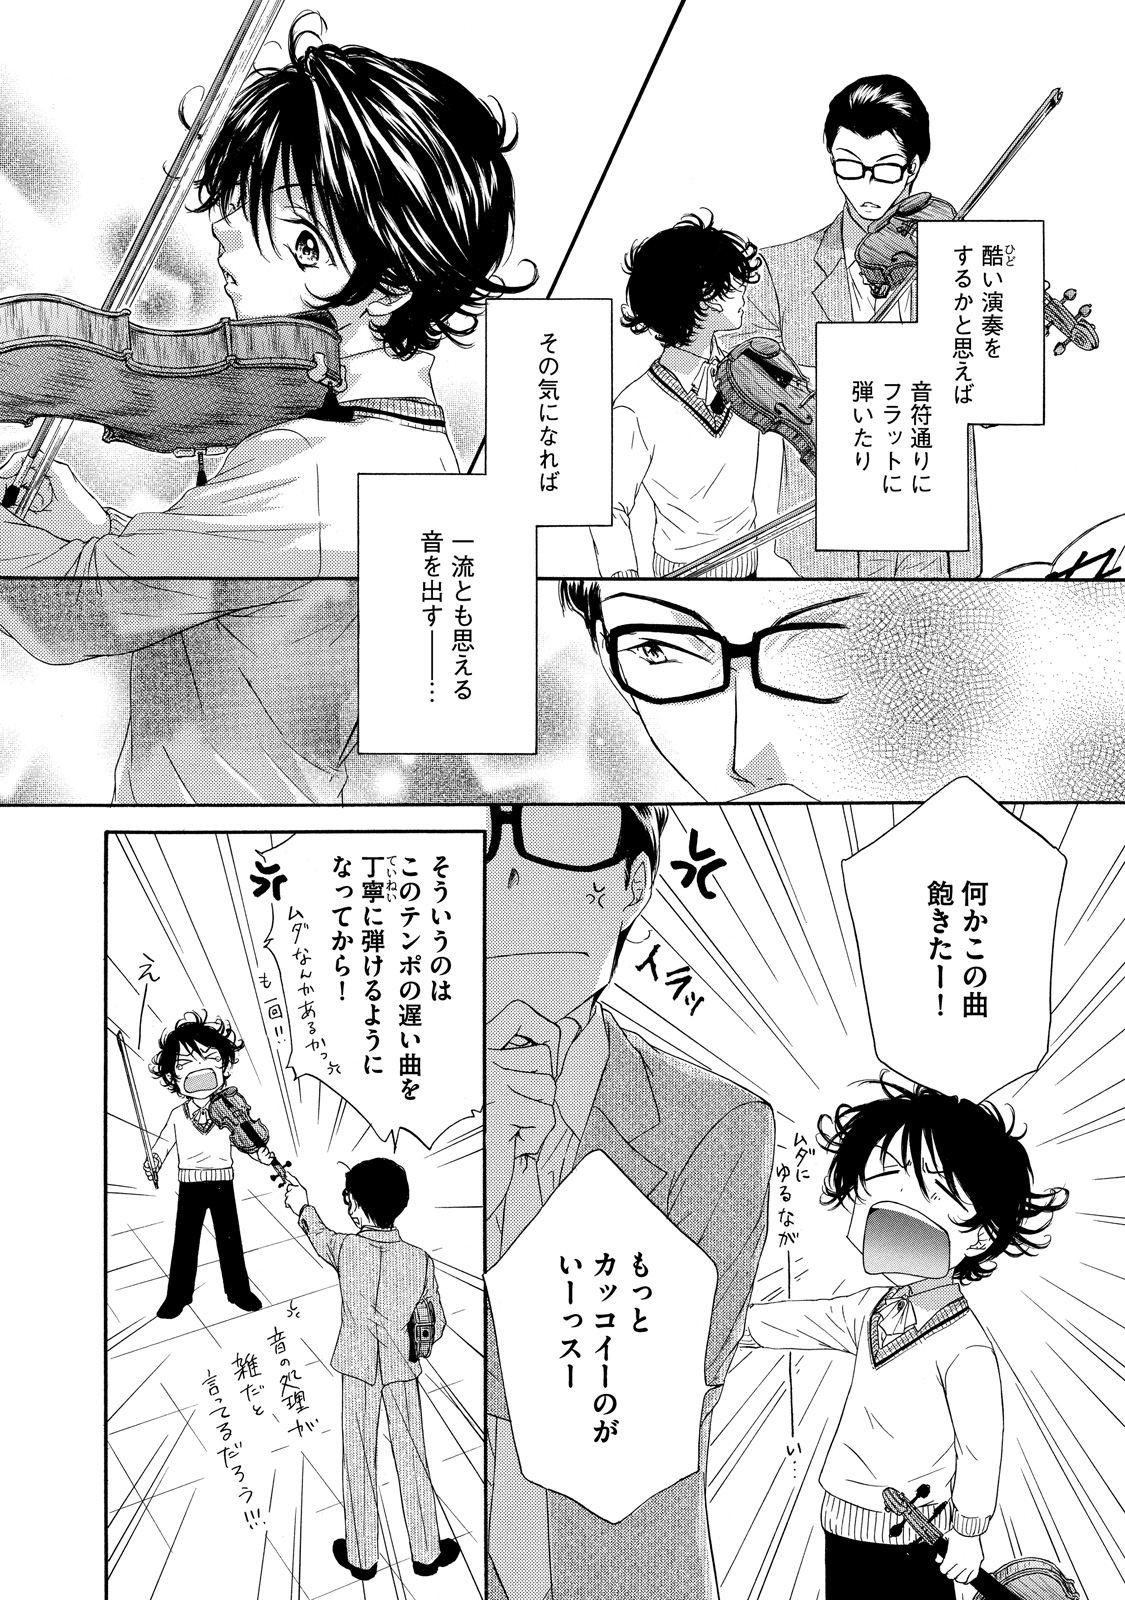 酷い演奏を
するかと思えば
音符通りに
フラットに
弾いたり
その気になれば
一流とも思える
音を出す――…
何かこの曲
飽きたー！
ムダに
ゆるなが――い…
イラッ
もっと
カッコイーのが
いーっスー
そういうのは
このテンポの遅い曲を
丁寧に弾けるように
なってから！
ムダなんかあるかっ
も一回!!
え――
音の処理が
雑だと
言ってるだろう!!!